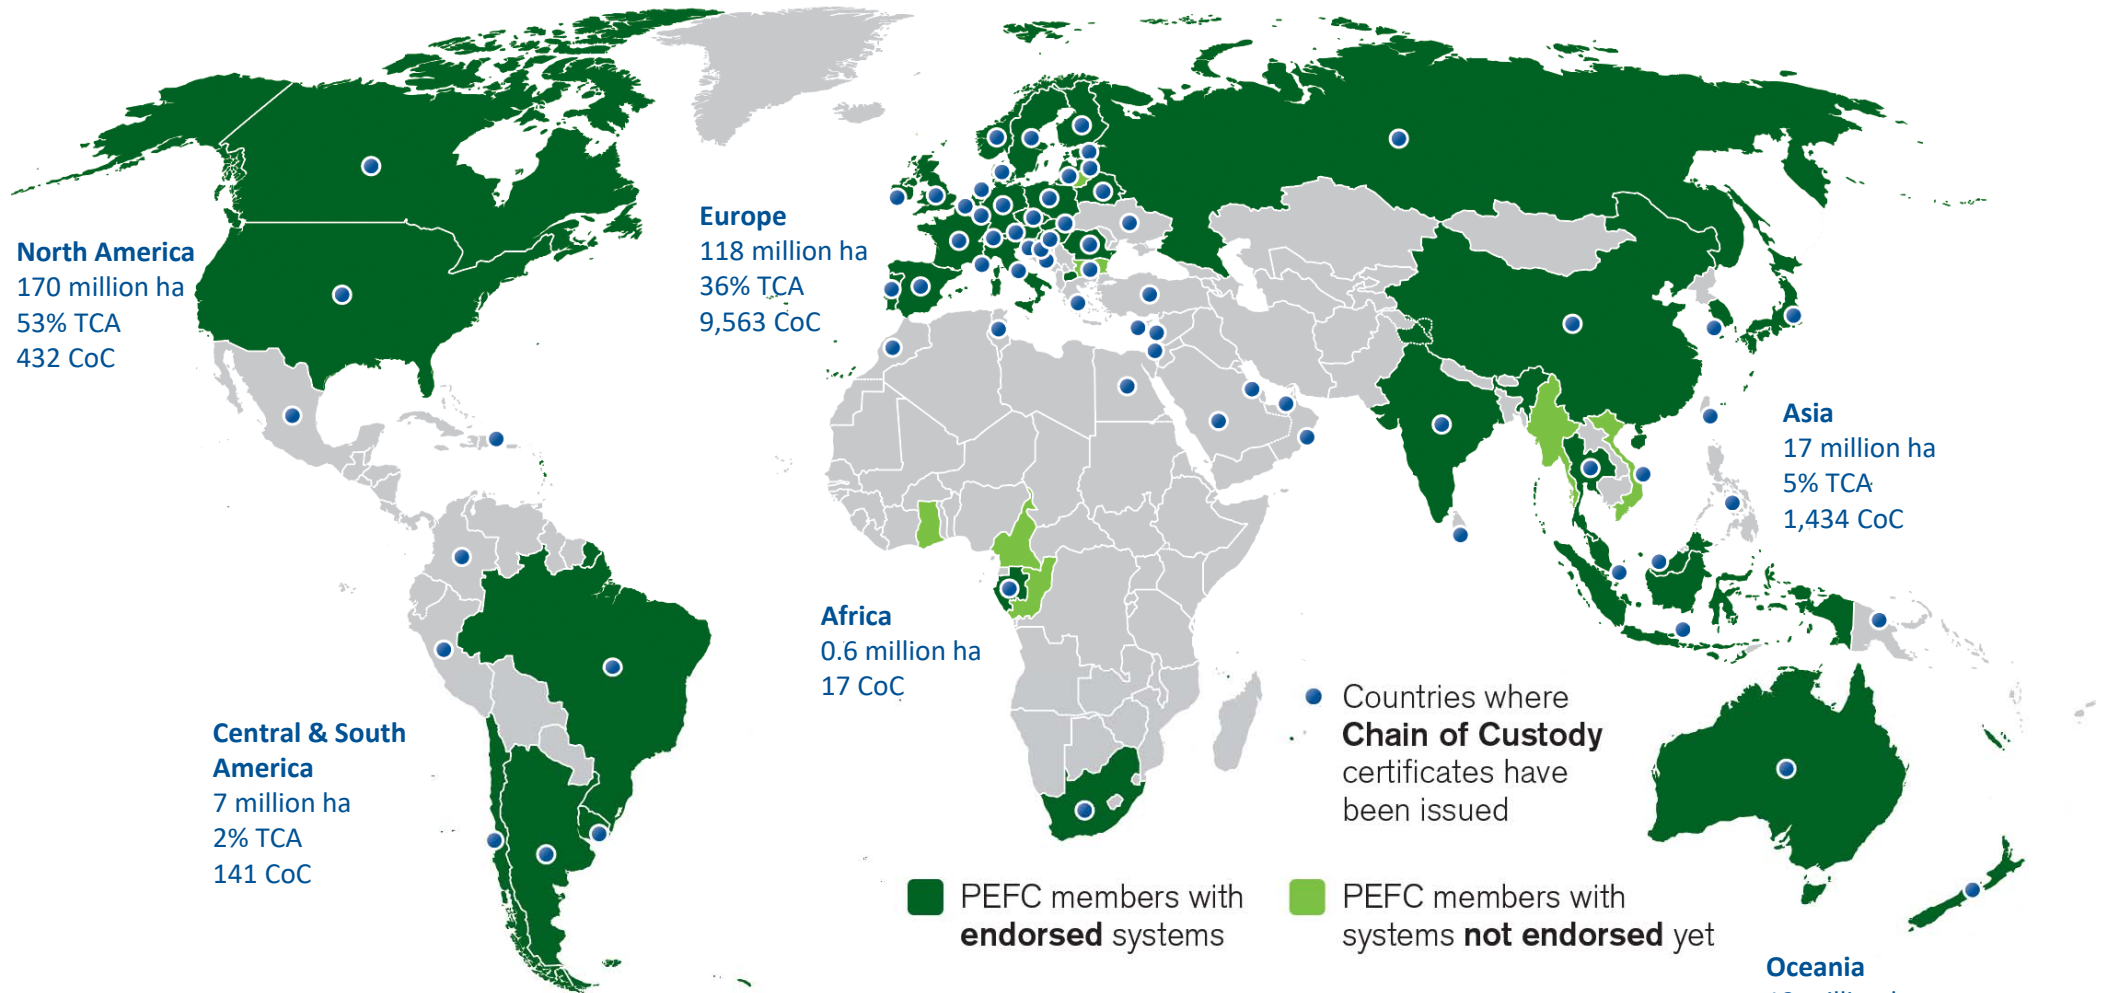 North America
170 million ha
53% TCA
432 CoC
Europe
118 million ha
36% TCA
9,563 CoC
Asia
17 million ha
5% TCA
1,434 CoC
Africa
0.6 million ha
17 CoC
Central & South
America
7 million ha
2% TCA
141 CoC
Countries where
Chain of Custody
certificates have
been issued
PEFC members with
endorsed systems
PEFC members with
systems not endorsed yet
Oceania